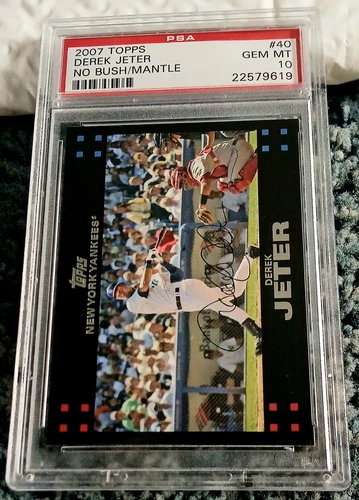 PSA
2007 TOPPS #40
DEREK JETER GEM MT
NO BUSH/MANTLE 10
22579619
Topps
NEW YORK YANKEES®
DEREK
JETER